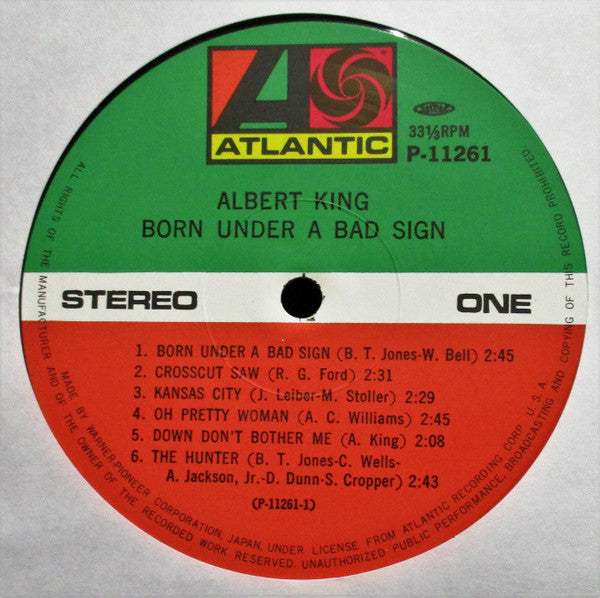 ATLANTIC
33⅓RPM
P-11261
ALBERT KING
BORN UNDER A BAD SIGN
STEREO
ONE
1. BORN UNDER A BAD SIGN (B. T. Jones-W. Bell) 2:45
2. CROSSCUT SAW (R. G. Ford) 2:31
3. KANSAS CITY (J. Leiber-M. Stoller) 2:29
4. OH PRETTY WOMAN (A. C. Williams) 2:45
5. DOWN DON'T BOTHER ME (A. King) 2:08
6. THE HUNTER (B. T. Jones-C. Wells-
A. Jackson, Jr.-D. Dunn-S. Cropper) 2:43
(P-11261-1)
MADE BY WARNER-PIONEER CORPORATION, JAPAN, UNDER LICENSE FROM ATLANTIC RECORDING CORP. U.S.A.
ALL RIGHTS OF THE MANUFACTURER AND OF THE OWNER OF THE RECORDED WORK RESERVED. UNAUTHORIZED PUBLIC PERFORMANCE, BROADCASTING AND COPYING OF THIS RECORD PROHIBITED